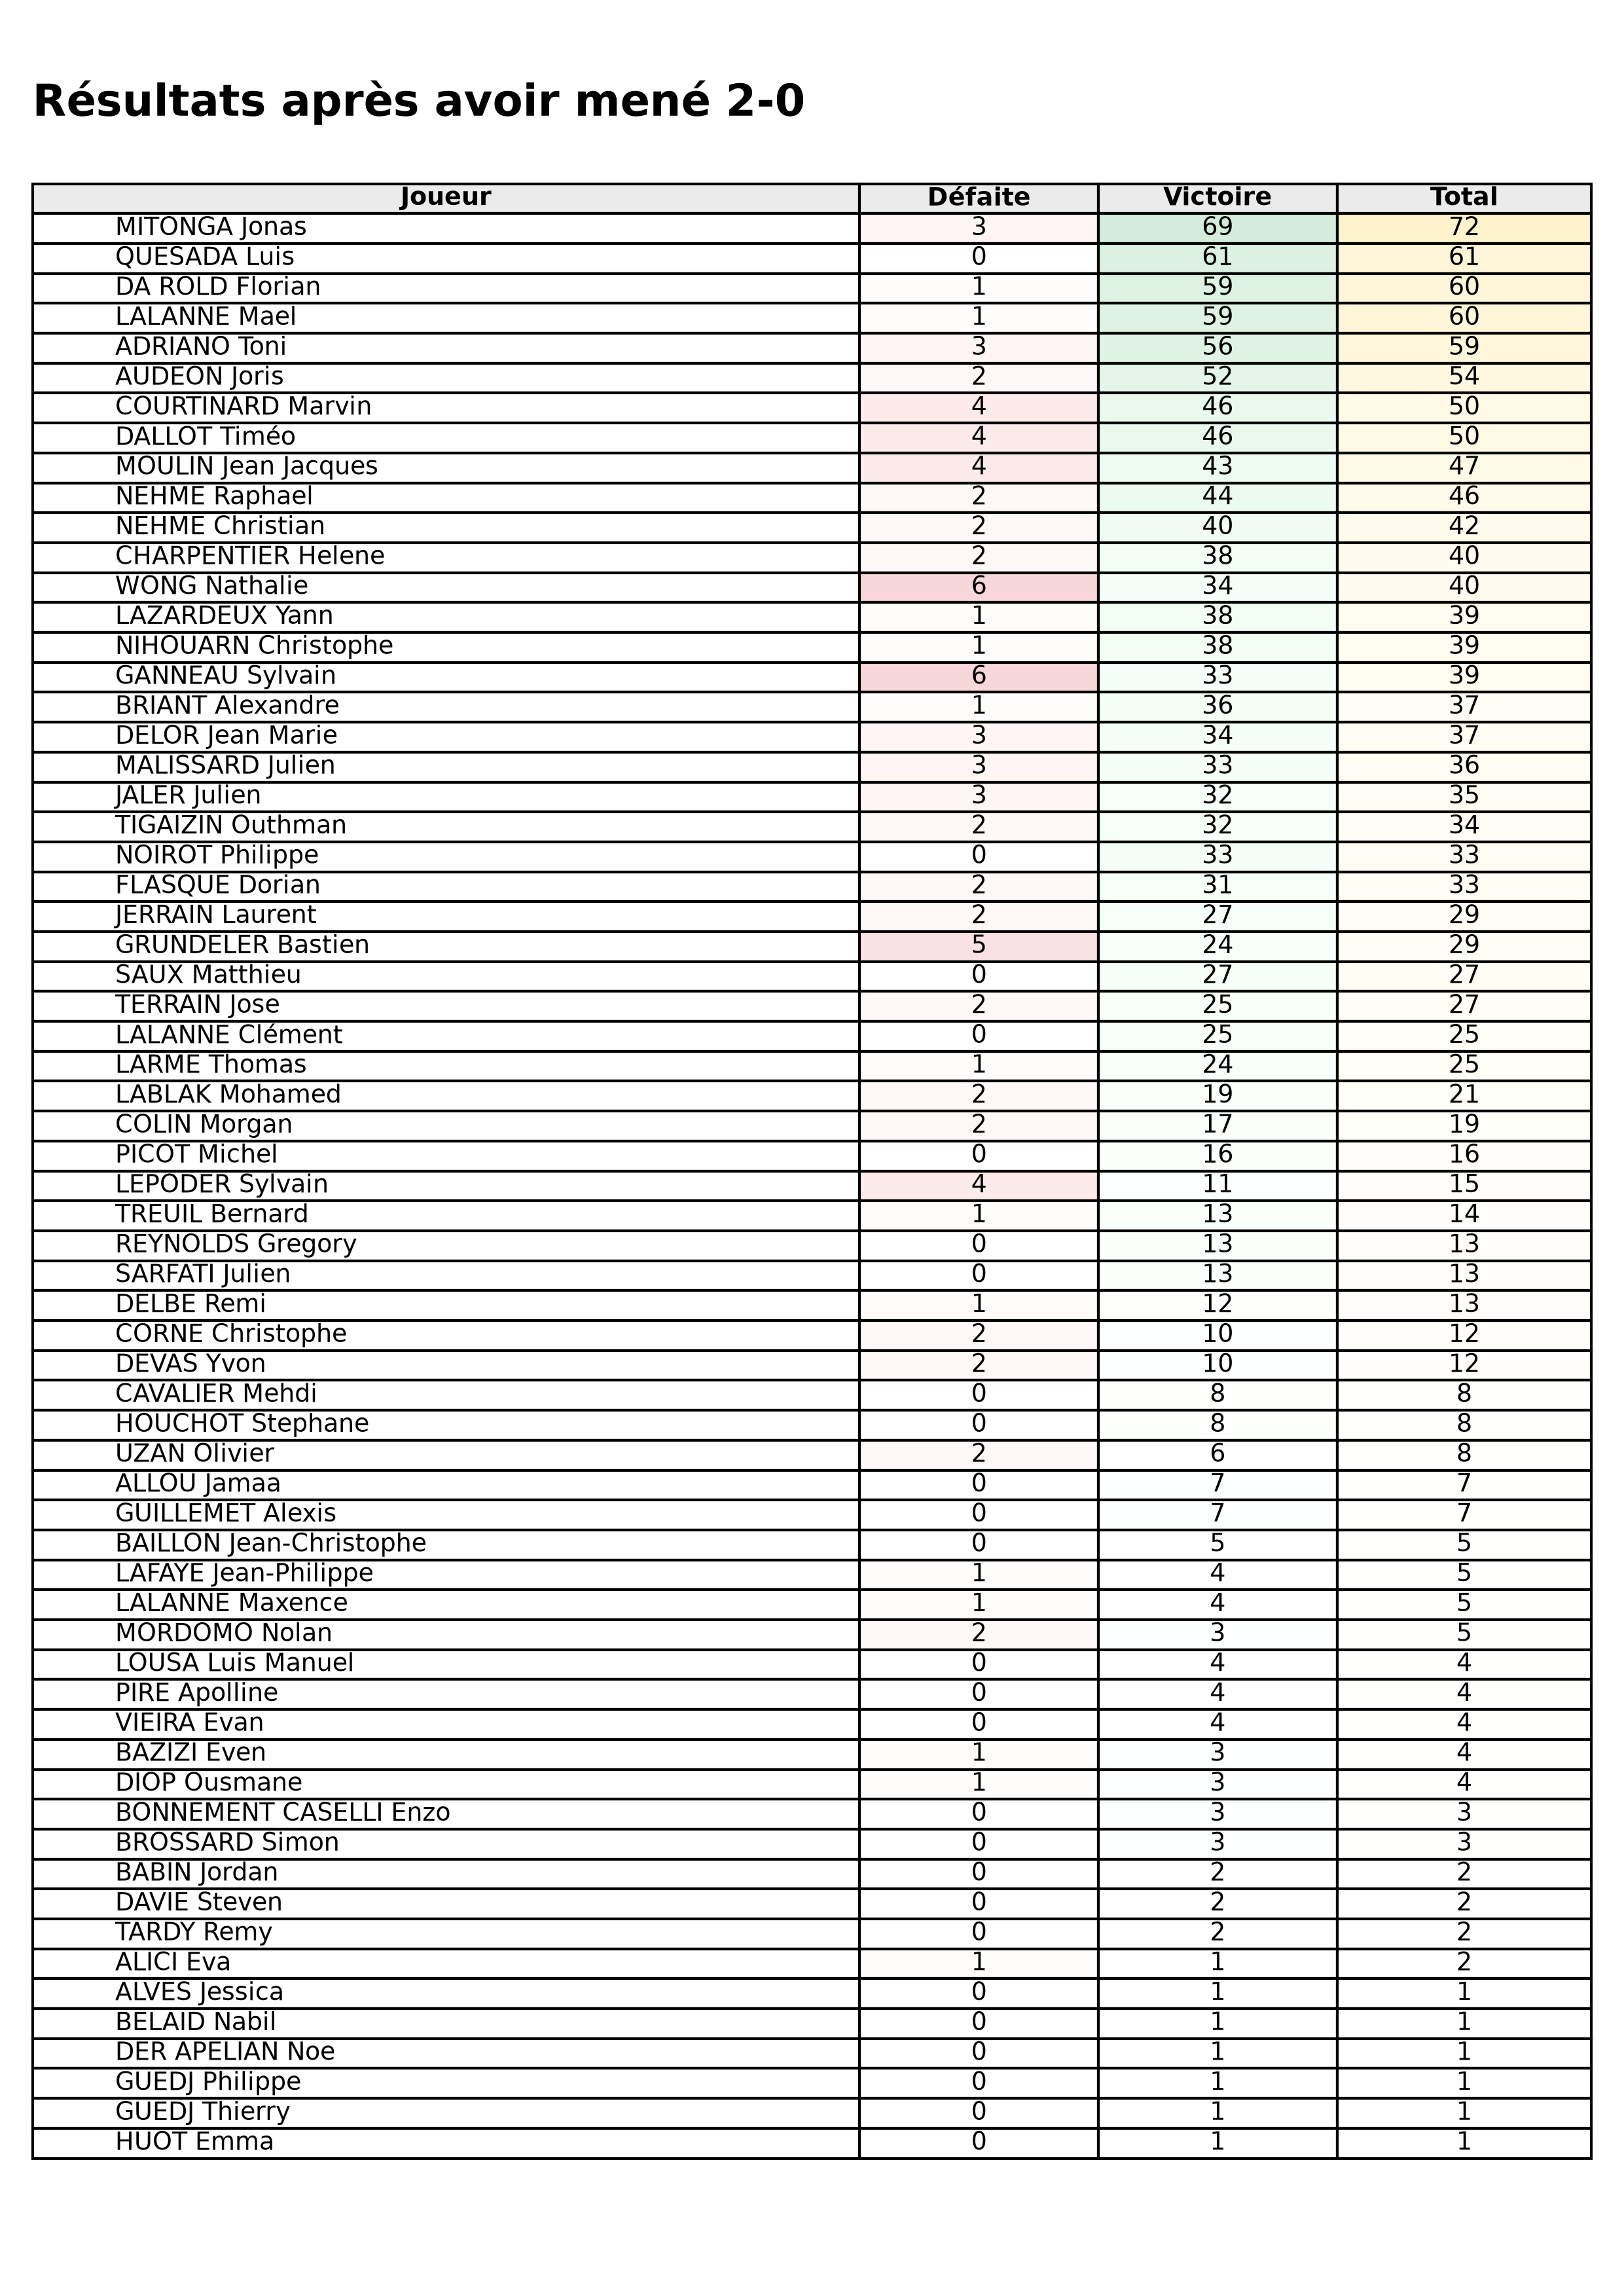 Résultats après avoir mené 2-0
Joueur Défaite Victoire Total
MITONGA Jonas 3 69 72
QUESADA Luis 0 61 61
DA ROLD Florian 1 59 60
LALANNE Mael 1 59 60
ADRIANO Toni 3 56 59
AUDEON Joris 2 52 54
COURTINARD Marvin 4 46 50
DALLOT Timéo 4 46 50
MOULIN Jean Jacques 4 43 47
NEHME Raphael 2 44 46
NEHME Christian 2 40 42
CHARPENTIER Helene 2 38 40
WONG Nathalie 6 34 40
LAZARDEUX Yann 1 38 39
NIHOUARN Christophe 1 38 39
GANNEAU Sylvain 6 33 39
BRIANT Alexandre 1 36 37
DELOR Jean Marie 3 34 37
MALISSARD Julien 3 33 36
JALER Julien 3 32 35
TIGAIZIN Outhman 2 32 34
NOIROT Philippe 0 33 33
FLASQUE Dorian 2 31 33
JERRAIN Laurent 2 27 29
GRUNDELER Bastien 5 24 29
SAUX Matthieu 0 27 27
TERRAIN Jose 2 25 27
LALANNE Clément 0 25 25
LARME Thomas 1 24 25
LABLAK Mohamed 2 19 21
COLIN Morgan 2 17 19
PICOT Michel 0 16 16
LEPODER Sylvain 4 11 15
TREUIL Bernard 1 13 14
REYNOLDS Gregory 0 13 13
SARFATI Julien 0 13 13
DELBE Remi 1 12 13
CORNE Christophe 2 10 12
DEVAS Yvon 2 10 12
CAVALIER Mehdi 0 8 8
HOUCHOT Stephane 0 8 8
UZAN Olivier 2 6 8
ALLOU Jamaa 0 7 7
GUILLEMET Alexis 0 7 7
BAILLON Jean-Christophe 0 5 5
LAFAYE Jean-Philippe 1 4 5
LALANNE Maxence 1 4 5
MORDOMO Nolan 2 3 5
LOUSA Luis Manuel 0 4 4
PIRE Apolline 0 4 4
VIEIRA Evan 0 4 4
BAZIZI Even 1 3 4
DIOP Ousmane 1 3 4
BONNEMENT CASELLI Enzo 0 3 3
BROSSARD Simon 0 3 3
BABIN Jordan 0 2 2
DAVIE Steven 0 2 2
TARDY Remy 0 2 2
ALICI Eva 1 1 2
ALVES Jessica 0 1 1
BELAID Nabil 0 1 1
DER APELIAN Noe 0 1 1
GUEDJ Philippe 0 1 1
GUEDJ Thierry 0 1 1
HUOT Emma 0 1 1